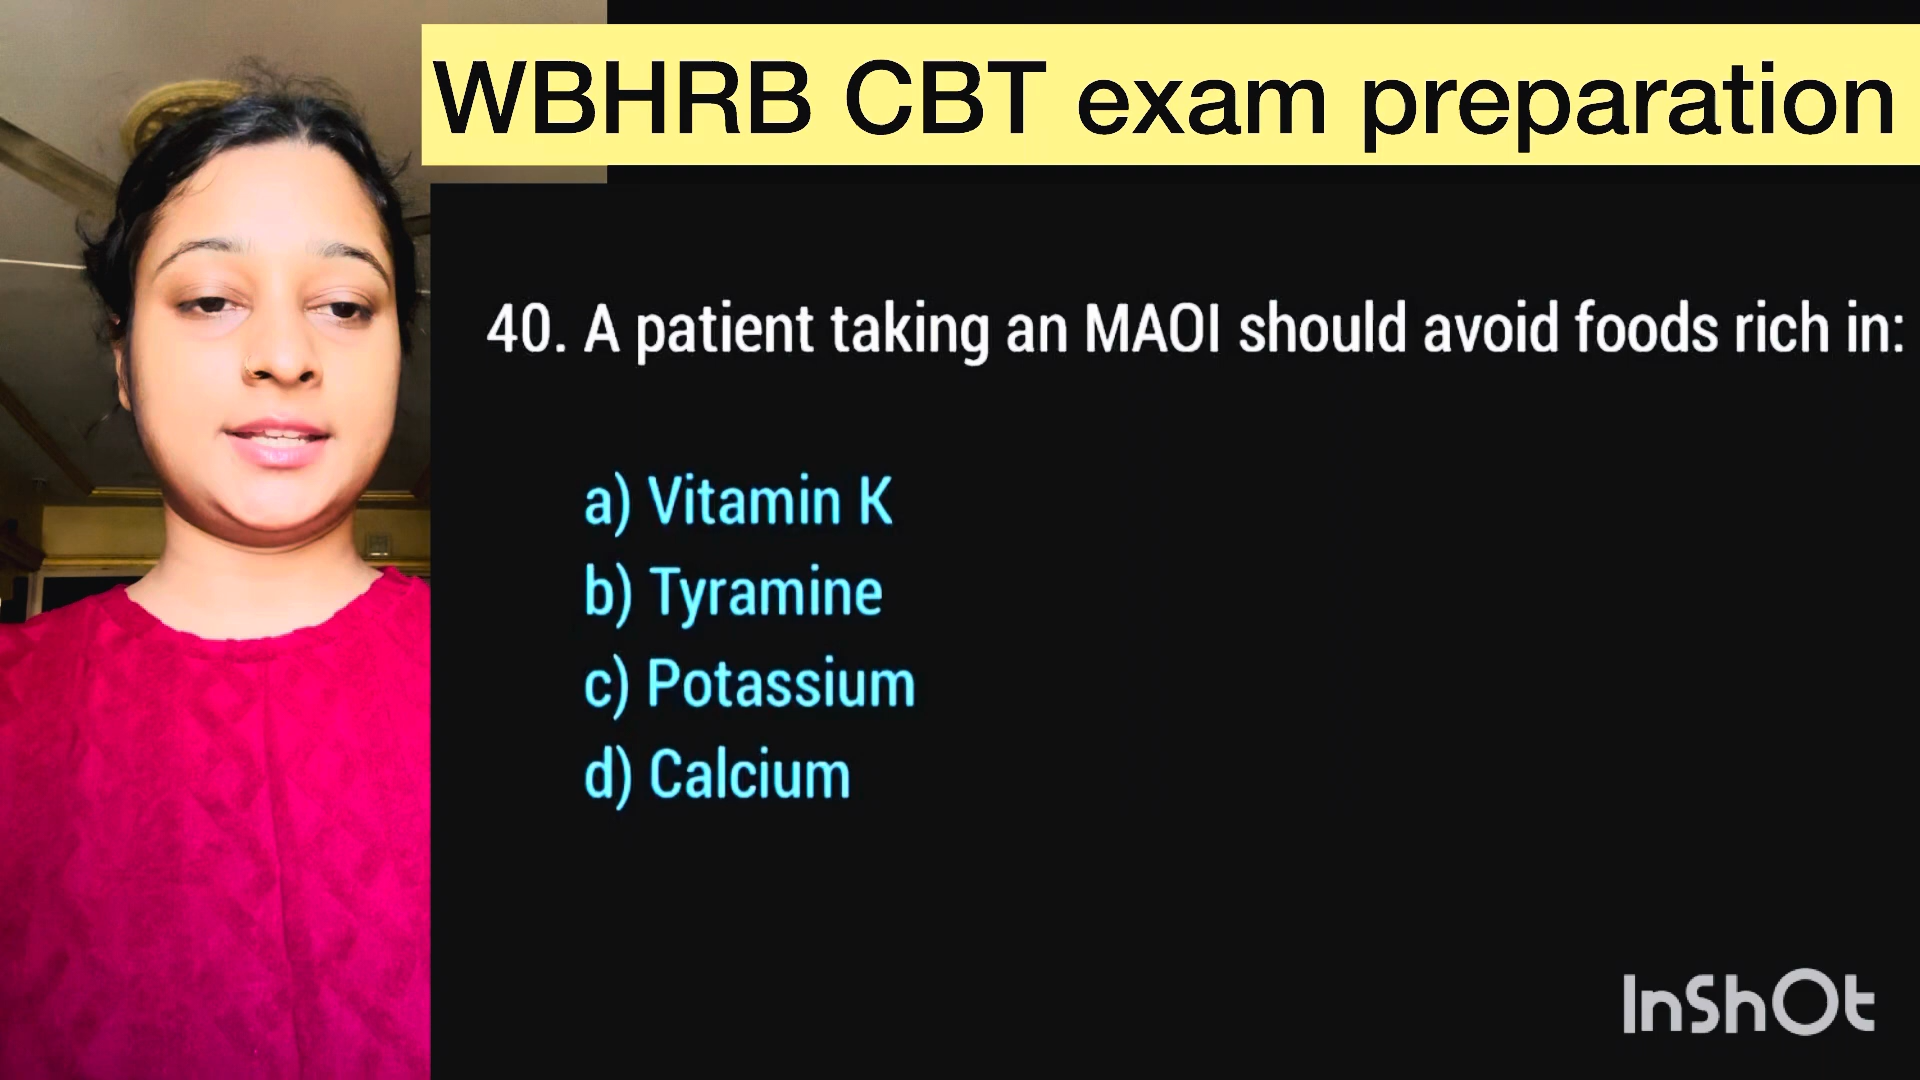 WBHRB CBT exam preparation
40. A patient taking an MAOI should avoid foods rich in:
a) Vitamin K
b) Tyramine
c) Potassium
d) Calcium
InShOt